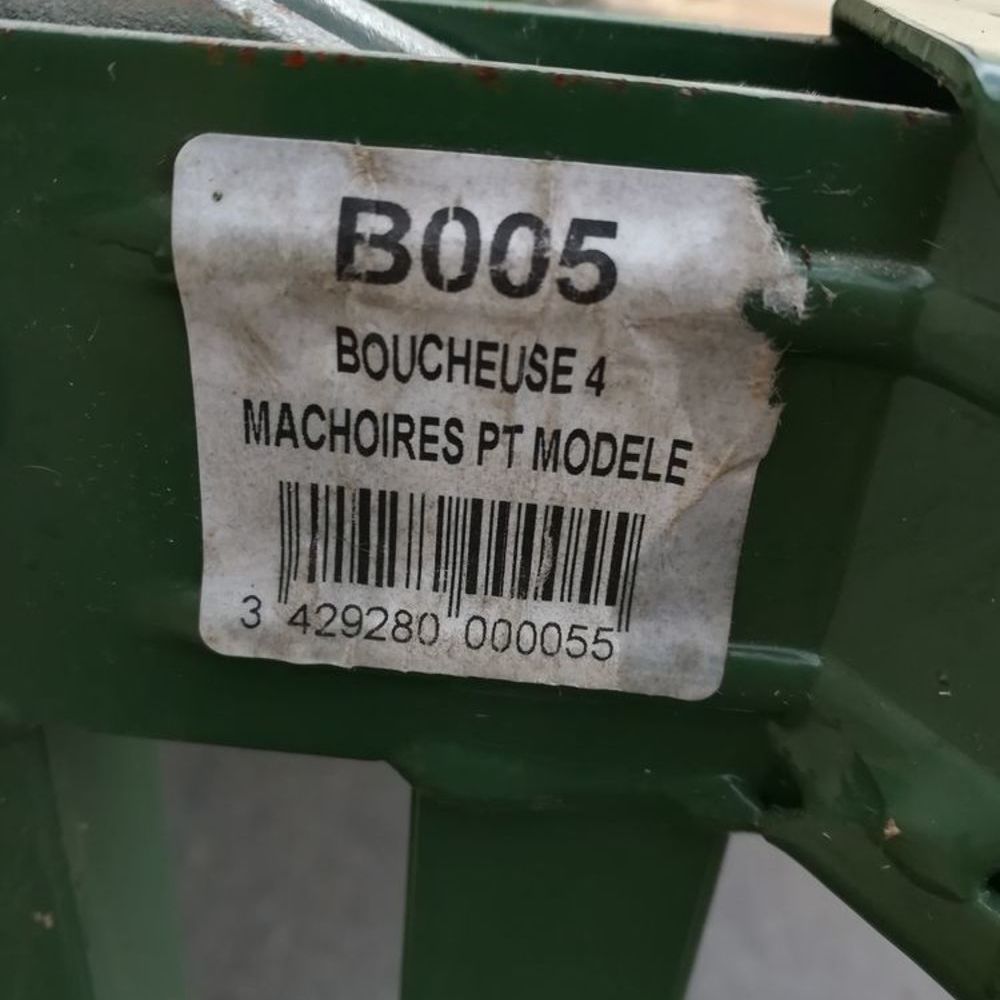 B005
BOUCHEUSE 4
MACHOIRES PT MODELE
3 429280 000055